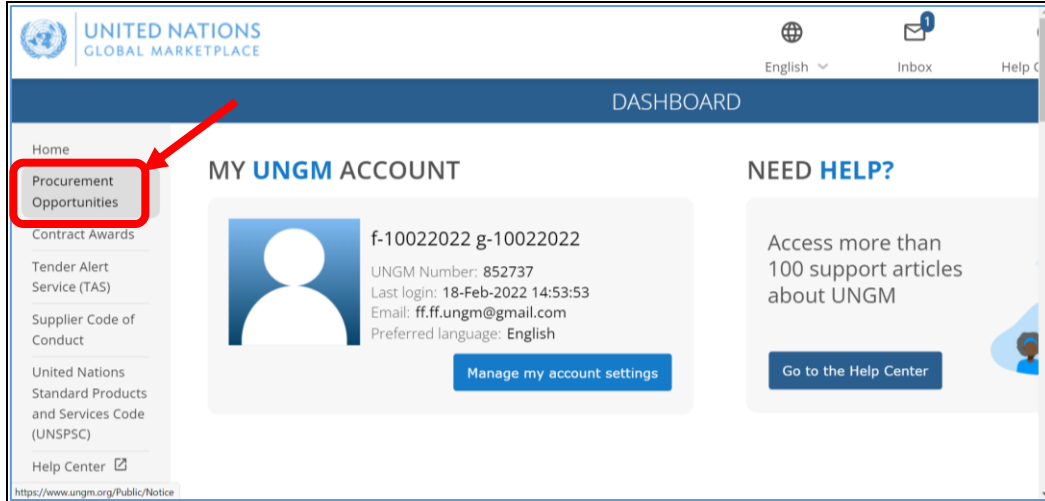 UNITED NATIONS
GLOBAL MARKETPLACE
1
English
Inbox
Help
DASHBOARD
Home
Procurement
Opportunities
Contract Awards
Tender Alert
Service (TAS)
Supplier Code of
Conduct
United Nations
Standard Products
and Services Code
(UNSPSC)
Help Center
https://www.ungm.org/Public/Notice
MY UNGM ACCOUNT
f-10022022 g-10022022
UNGM Number: 852737
Last login: 18-Feb-2022 14:53:53
Email: ff.ff.ungm@gmail.com
Preferred language: English
Manage my account settings
NEED HELP?
Access more than
100 support articles
about UNGM
Go to the Help Center